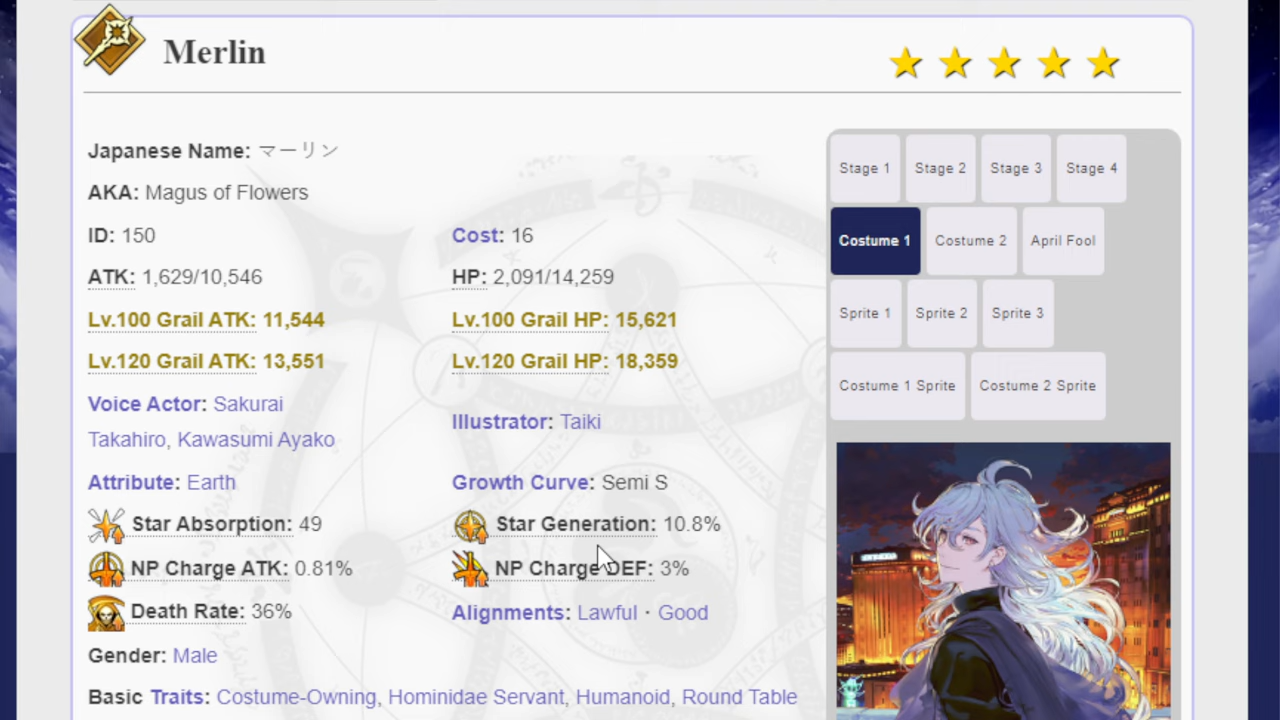 Merlin
Japanese Name: マーリン
AKA: Magus of Flowers
ID: 150
Cost: 16
ATK: 1,629/10,546
HP: 2,091/14,259
Lv.100 Grail ATK: 11,544
Lv.100 Grail HP: 15,621
Lv.120 Grail ATK: 13,551
Lv.120 Grail HP: 18,359
Voice Actor: Sakurai
Takahiro, Kawasumi Ayako
Illustrator: Taiki
Attribute: Earth
Growth Curve: Semi S
Star Absorption: 49
Star Generation: 10.8%
NP Charge ATK: 0.81%
NP Charge DEF: 3%
Death Rate: 36%
Alignments: Lawful・Good
Gender: Male
Basic Traits: Costume-Owning, Hominidae Servant, Humanoid, Round Table
Stage 1 Stage 2 Stage 3 Stage 4
Costume 1 Costume 2 April Fool
Sprite 1 Sprite 2 Sprite 3
Costume 1 Sprite Costume 2 Sprite